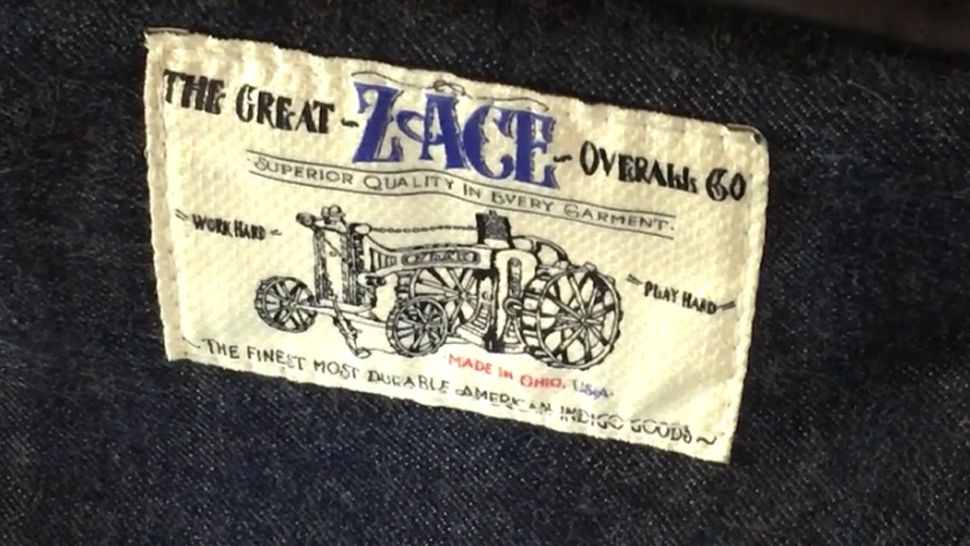 THE GREAT - ZACE - OVERALL CO
SUPERIOR QUALITY IN EVERY GARMENT.
WORK HARD
PLAY HARD
MADE IN OHIO, USA
THE FINEST MOST DURABLE AMERICAN INDIGO GOODS